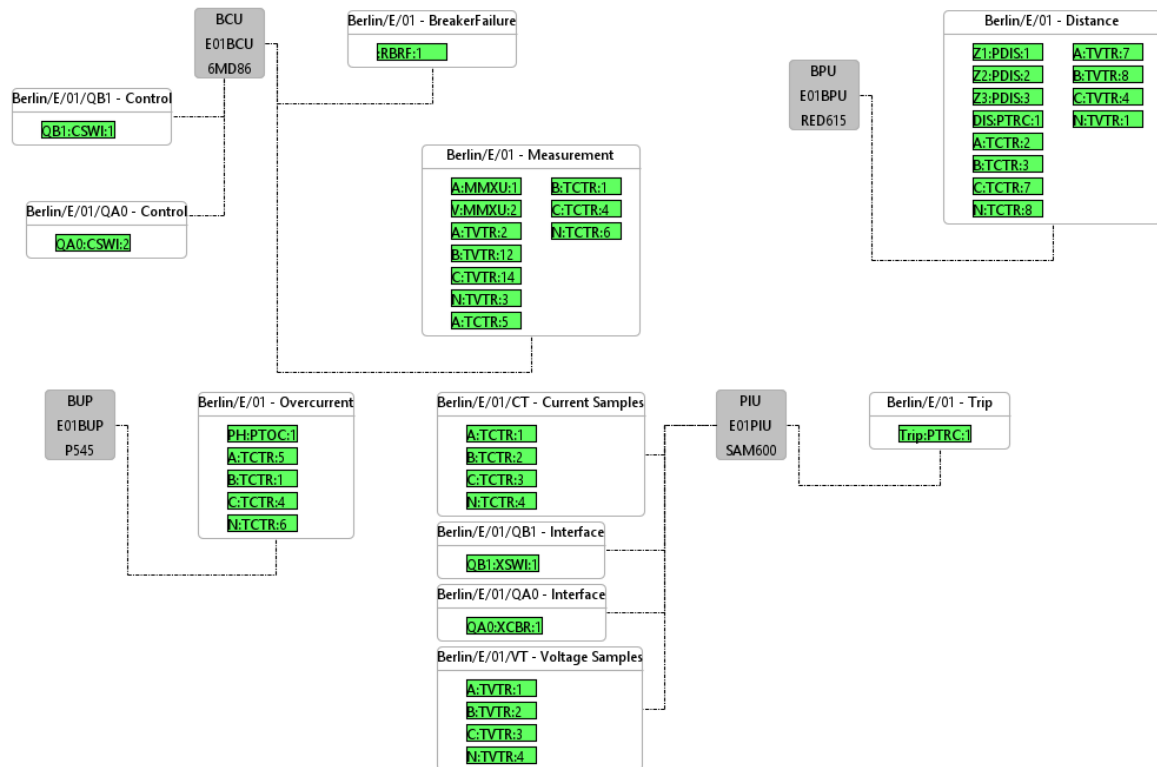 BCU
E01BCU
6MD86
Berlin/E/01 - BreakerFailure
:RBRF:1
Berlin/E/01/QB1 - Control
QB1:CSWI:1
Berlin/E/01/QA0 - Control
QA0:CSWI:2
Berlin/E/01 - Measurement
A:MMXU:1
V:MMXU:2
A:TVTR:2
B:TVTR:12
C:TVTR:14
N:TVTR:3
A:TCTR:5
B:TCTR:1
C:TCTR:4
N:TCTR:6
BPU
E01BPU
RED615
Berlin/E/01 - Distance
Z1:PDIS:1
Z2:PDIS:2
Z3:PDIS:3
DIS:PTRC:1
A:TCTR:2
B:TCTR:3
C:TCTR:7
N:TCTR:8
A:TVTR:7
B:TVTR:8
C:TVTR:4
N:TVTR:1
BUP
E01BUP
P545
Berlin/E/01 - Overcurrent
PH:PTOC:1
A:TCTR:5
B:TCTR:1
C:TCTR:4
N:TCTR:6
Berlin/E/01/CT - Current Samples
A:TCTR:1
B:TCTR:2
C:TCTR:3
N:TCTR:4
Berlin/E/01/QB1 - Interface
QB1:XSWI:1
Berlin/E/01/QA0 - Interface
QA0:XCBR:1
Berlin/E/01/VT - Voltage Samples
A:TVTR:1
B:TVTR:2
C:TVTR:3
N:TVTR:4
PIU
E01PIU
SAM600
Berlin/E/01 - Trip
Trip:PTRC:1